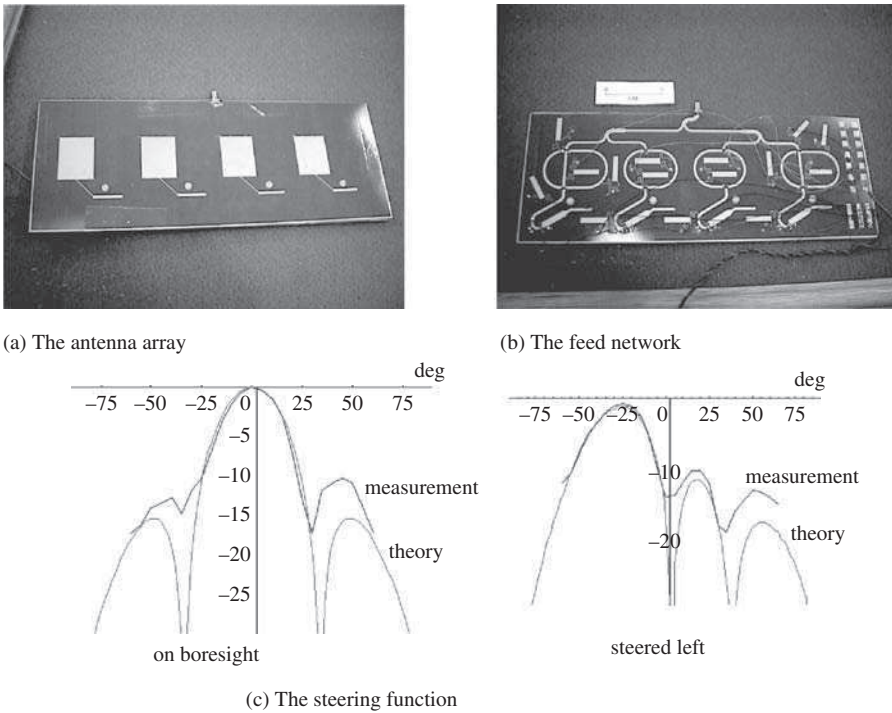 (a) The antenna array
(b) The feed network
deg
–75 –50 –25 0 25 50 75
–5
–10
–15
–20
–25
measurement
theory
on boresight
deg
–75 –50 –25 0 25 50 75
–10
–20
measurement
theory
steered left
(c) The steering function